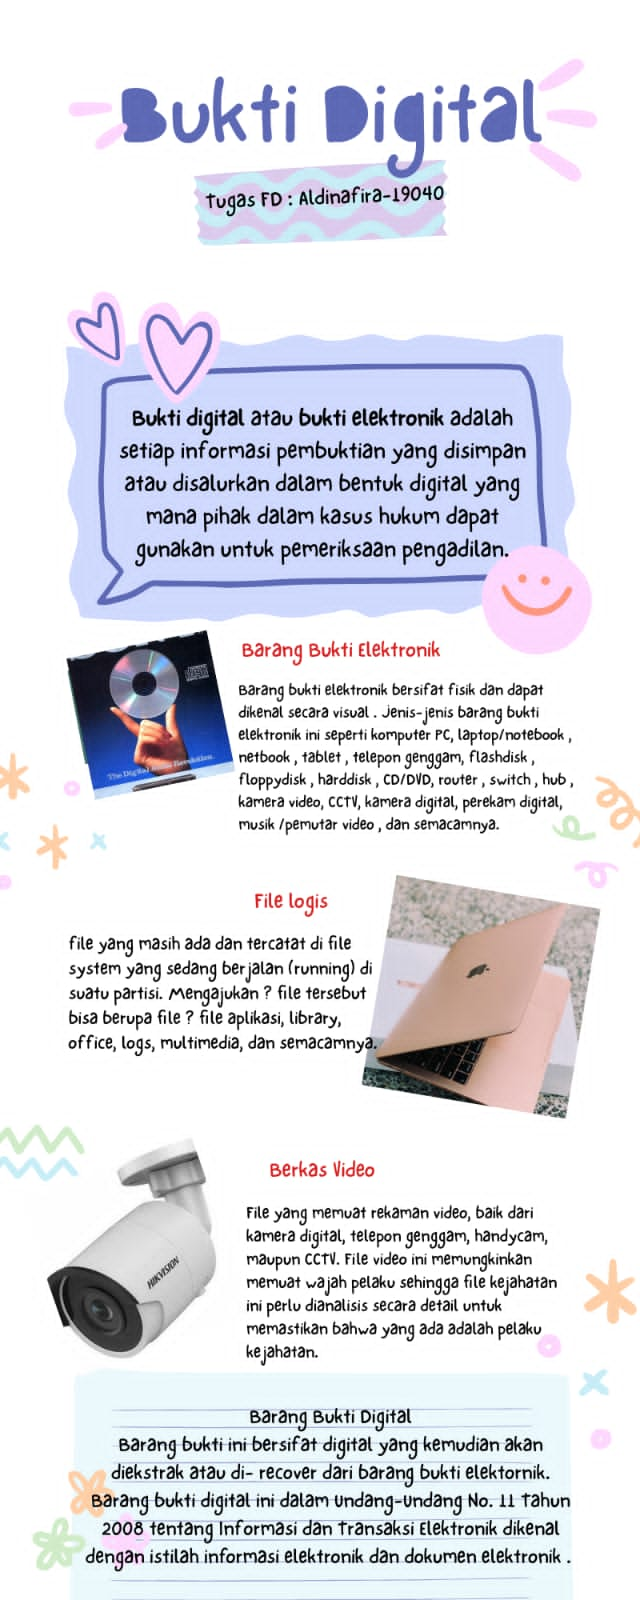 Bukti Digital
Tugas FD : Aldinafira-19040
Bukti digital atau bukti elektronik adalah
setiap informasi pembuktian yang disimpan
atau disalurkan dalam bentuk digital yang
mana pihak dalam kasus hukum dapat
gunakan untuk pemeriksaan pengadilan.
The Digital Revolution.
Barang Bukti Elektronik
Barang bukti elektronik bersifat fisik dan dapat
dikenal secara visual . Jenis-jenis barang bukti
elektronik ini seperti komputer PC, laptop/notebook ,
netbook , tablet , telepon genggam, flashdisk ,
floppydisk , harddisk , CD/DVD, router , switch , hub ,
kamera video, CCTV, kamera digital, perekam digital,
musik /pemutar video , dan semacamnya.
File logis
file yang masih ada dan tercatat di file
system yang sedang berjalan (running) di
suatu partisi. Mengajukan ? file tersebut
bisa berupa file ? file aplikasi, library,
office, logs, multimedia, dan semacamnya.
Berkas Video
File yang memuat rekaman video, baik dari
kamera digital, telepon genggam, handycam,
maupun CCTV. File video ini memungkinkan
memuat wajah pelaku sehingga file kejahatan
ini perlu dianalisis secara detail untuk
memastikan bahwa yang ada adalah pelaku
kejahatan.
HIKVISION
Barang Bukti Digital
Barang bukti ini bersifat digital yang kemudian akan
diekstrak atau di- recover dari barang bukti elektornik.
Barang bukti digital ini dalam Undang-Undang No. 11 Tahun
2008 tentang Informasi dan Transaksi Elektronik dikenal
dengan istilah informasi elektronik dan dokumen elektronik .